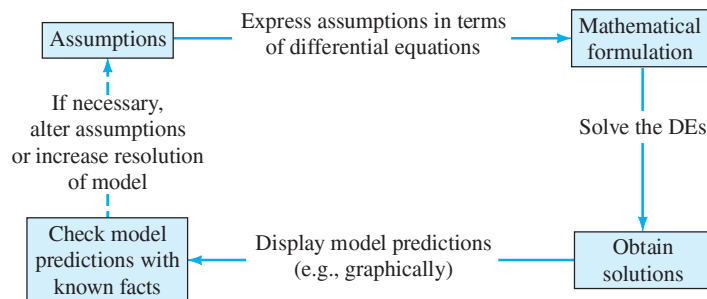 Assumptions
Express assumptions in terms
of differential equations
Mathematical
formulation
If necessary,
alter assumptions
or increase resolution
of model
Solve the DEs
Check model
predictions with
known facts
Display model predictions
(e.g., graphically)
Obtain
solutions